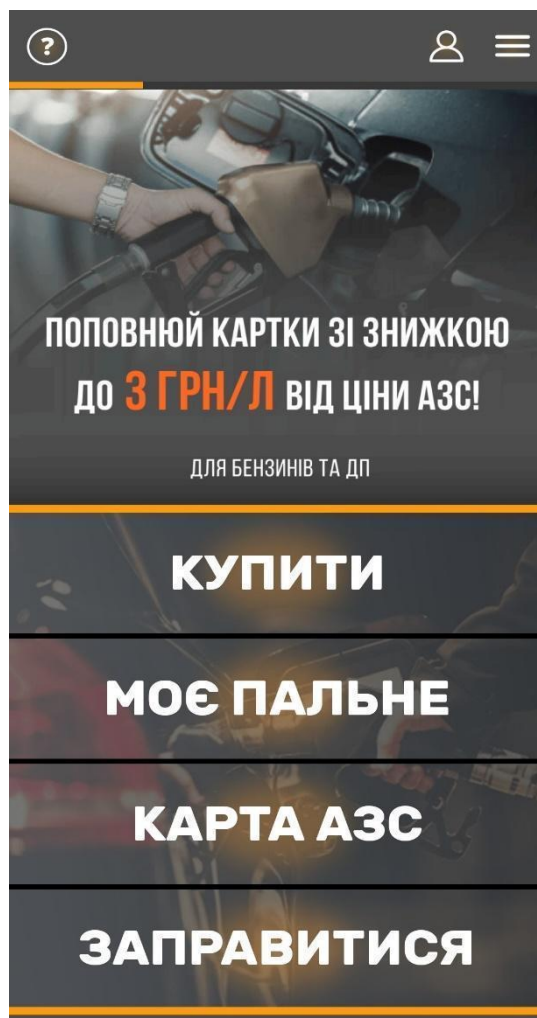 ?
ПОПОВНЮЙ КАРТКИ ЗІ ЗНИЖКОЮ
ДО 3 ГРН/Л ВІД ЦІНИ АЗС!
ДЛЯ БЕНЗИНІВ ТА ДП
КУПИТИ
МОЄ ПАЛЬНЕ
КАРТА АЗС
ЗАПРАВИТИСЯ